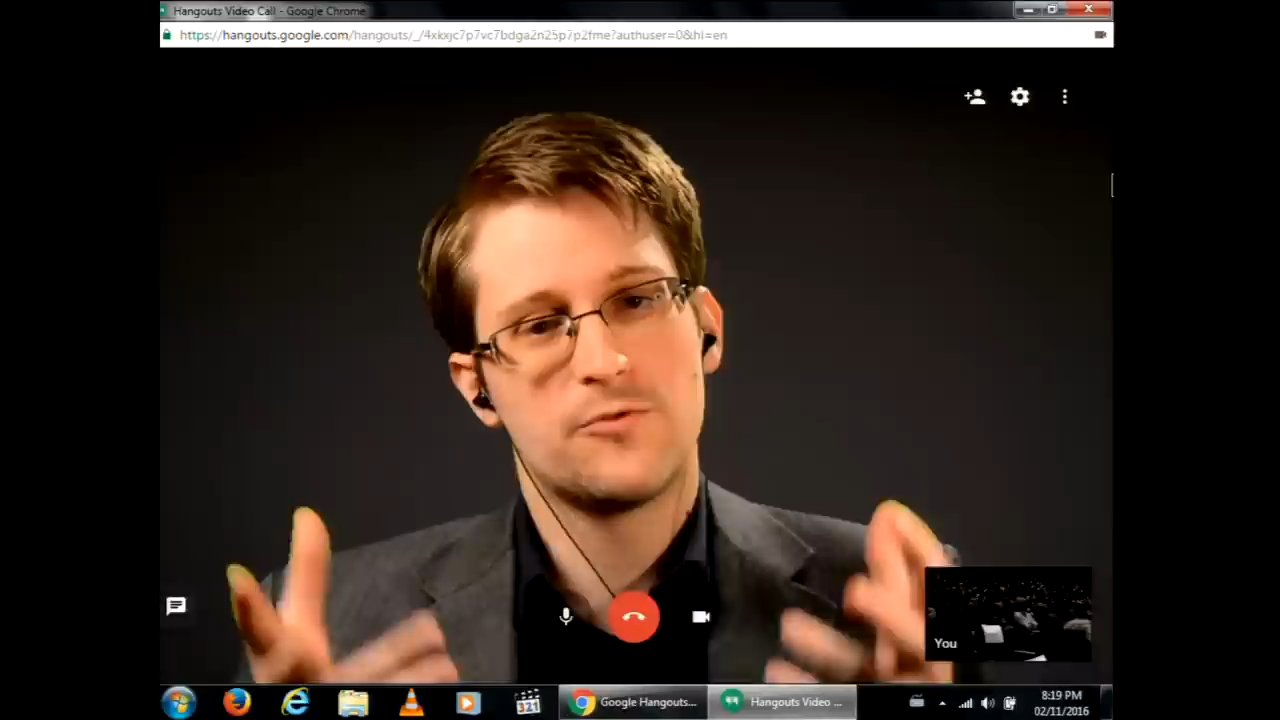 Hangouts Video Call - Google Chrome
https://hangouts.google.com/hangouts/_/4xkxjc7p7vc7bdga2n25p7p2fme?authuser=0&hl=en
You
321
Google Hangouts...
Hangouts Video ...
8:19 PM
02/11/2016